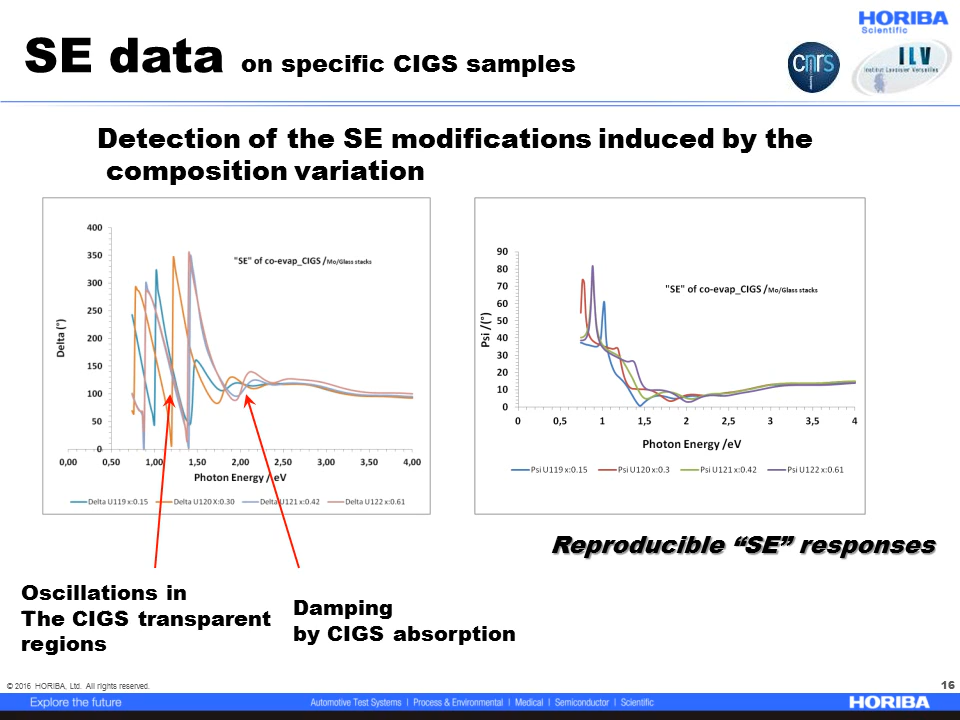 HORIBA
Scientific
SE data on specific CIGS samples
cnrs
ILV
Institut Lavoisier Versailles
Detection of the SE modifications induced by the
composition variation
400
350
300
250
200
150
100
50
0
Delta (°)
"SE" of co-evap_CIGS /Mo/Glass stacks
0,00 0,50 1,00 1,50 2,00 2,50 3,00 3,50 4,00
Photon Energy / eV
Delta U119 x:0.15 Delta U120 X:0.30 Delta U121 x:0.42 Delta U122 x:0.61
90
80
70
60
50
40
30
20
10
0
Psi /(°)
"SE" of co-evap_CIGS /Mo/Glass stacks
0 0,5 1 1,5 2 2,5 3 3,5 4
Photon Energy /eV
Psi U119 x:0.15 Psi U120 x:0.3 Psi U121 x:0.42 Psi U122 x:0.61
Reproducible “SE” responses
Oscillations in
The CIGS transparent
regions
Damping
by CIGS absorption
© 2016 HORIBA, Ltd. All rights reserved.
16
Explore the future
Automotive Test Systems | Process & Environmental | Medical | Semiconductor | Scientific
HORIBA